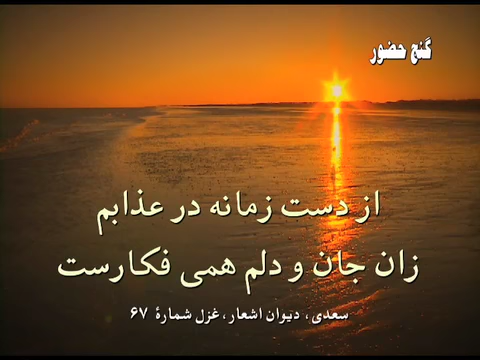 گنج حضور
از دست زمانه در عذابم
زان جان و دلم همی فکارست
سعدی، دیوان اشعار، غزل شمارهٔ ۶۷